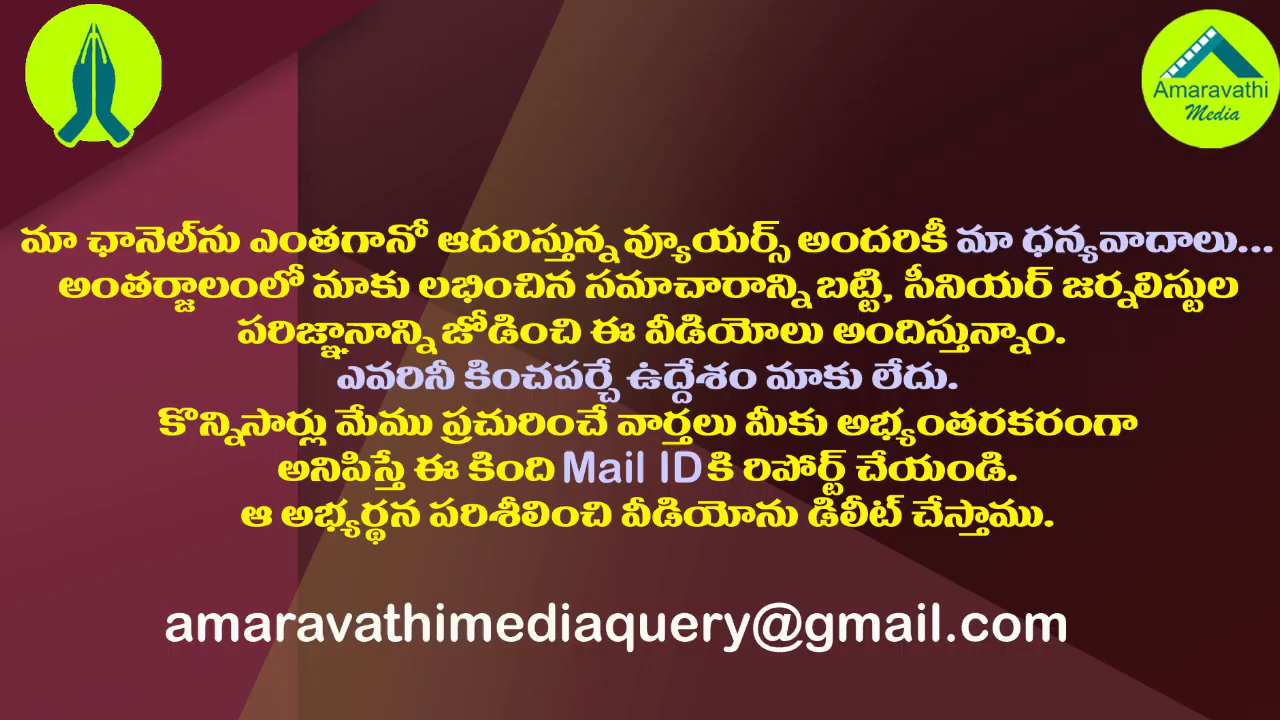 Amaravathi
Media
మా ఛానెల్‌ను ఎంతగానో ఆదరిస్తున్న వ్యూయర్స్ అందరికీ మా ధన్యవాదాలు...
అంతర్జాలంలో మాకు లభించిన సమాచారాన్ని బట్టి, సీనియర్ జర్నలిస్టుల
పరిజ్ఞానాన్ని జోడించి ఈ వీడియోలు అందిస్తున్నాం.
ఎవరినీ కించపర్చే ఉద్దేశం మాకు లేదు.
కొన్నిసార్లు మేము ప్రచురించే వార్తలు మీకు అభ్యంతరకరంగా
అనిపిస్తే ఈ కింది Mail IDకి రిపోర్ట్ చేయండి.
ఆ అభ్యర్థన పరిశీలించి వీడియోను డిలీట్ చేస్తాము.
amaravathimediaquery@gmail.com